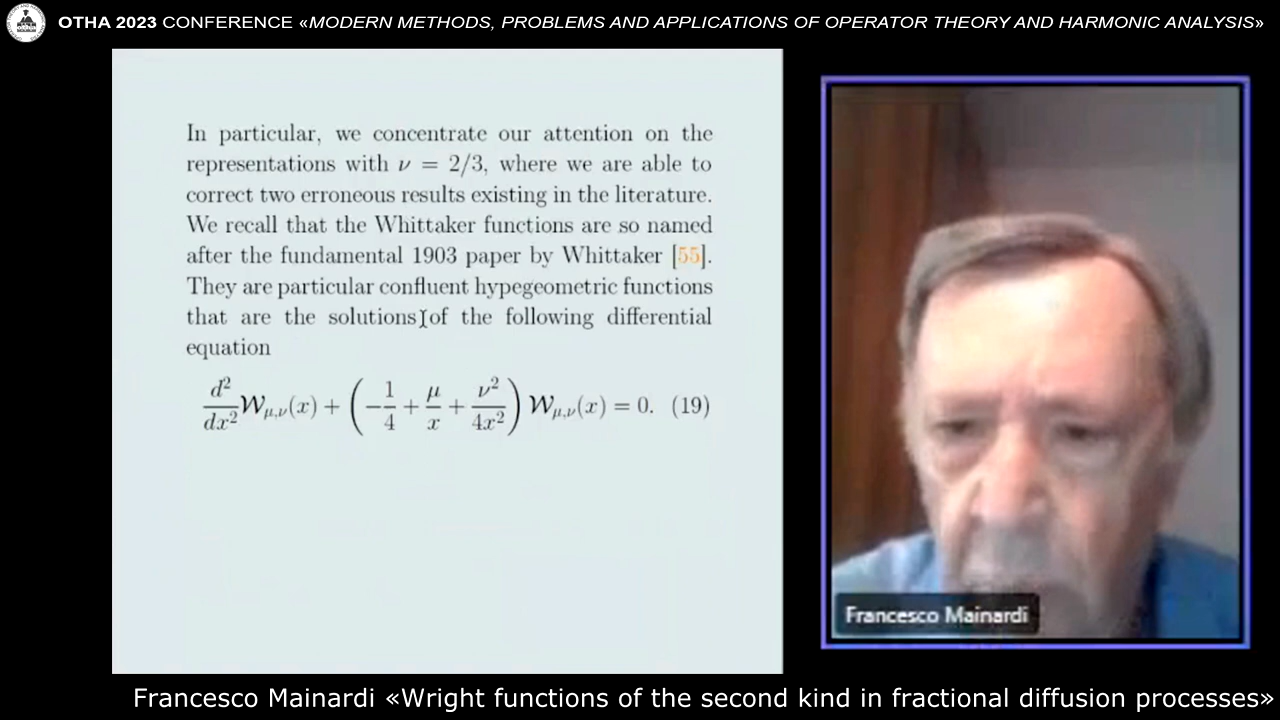 OTHA 2023 CONFERENCE «MODERN METHODS, PROBLEMS AND APPLICATIONS OF OPERATOR THEORY AND HARMONIC ANALYSIS»
In particular, we concentrate our attention on the
representations with ν = 2/3, where we are able to
correct two erroneous results existing in the literature.
We recall that the Whittaker functions are so named
after the fundamental 1903 paper by Whittaker [55].
They are particular confluent hypegeometric functions
that are the solutions of the following differential
equation
d²/dx² 𝒲_{μ,ν}(x) + (−1/4 + μ/x + ν²/4x²) 𝒲_{μ,ν}(x) = 0. (19)
Francesco Mainardi
Francesco Mainardi «Wright functions of the second kind in fractional diffusion processes»